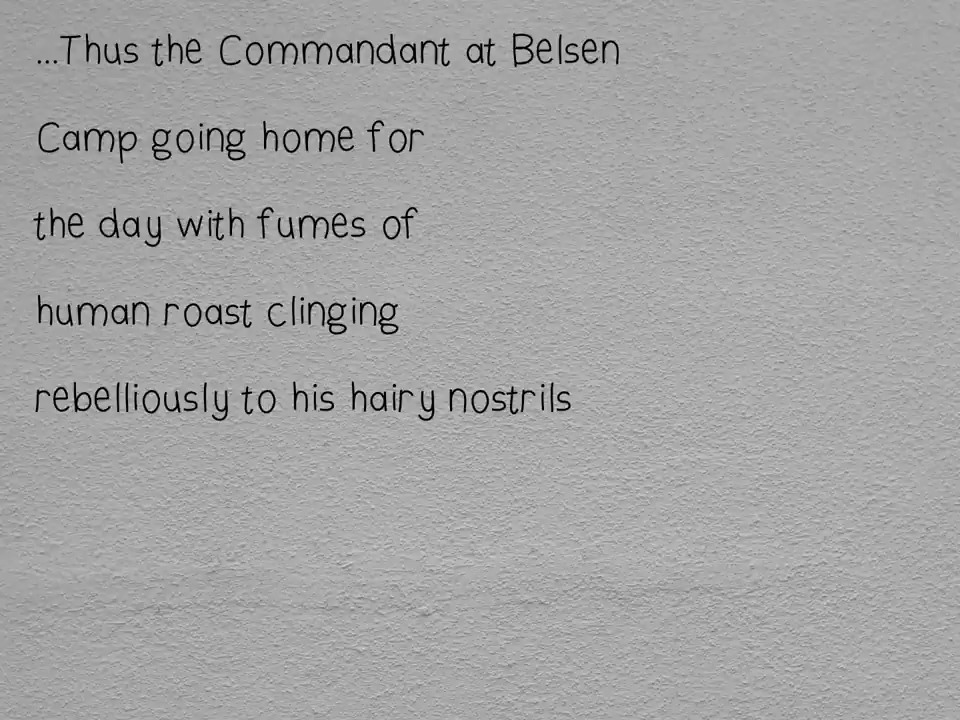 ...Thus the Commandant at Belsen
Camp going home for
the day with fumes of
human roast clinging
rebelliously to his hairy nostrils